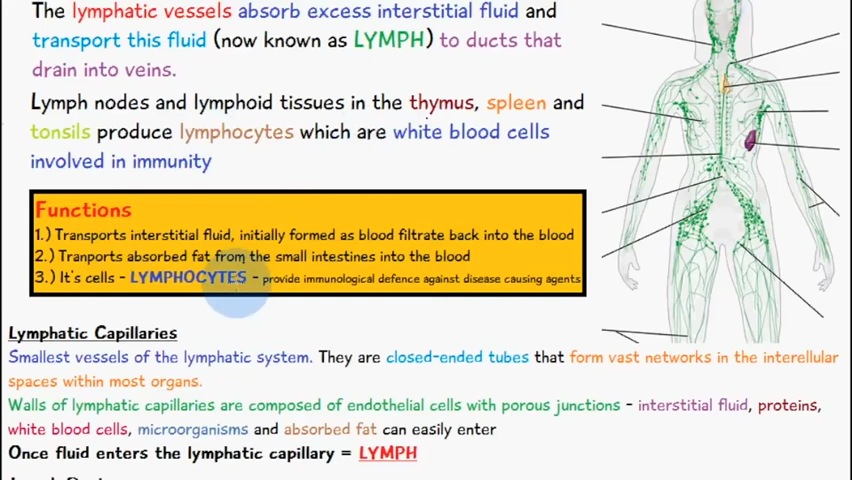 The lymphatic vessels absorb excess interstitial fluid and
transport this fluid (now known as LYMPH) to ducts that
drain into veins.
Lymph nodes and lymphoid tissues in the thymus, spleen and
tonsils produce lymphocytes which are white blood cells
involved in immunity
Functions
1.) Transports interstitial fluid, initially formed as blood filtrate back into the blood
2.) Tranports absorbed fat from the small intestines into the blood
3.) It's cells - LYMPHOCYTES - provide immunological defence against disease causing agents
Lymphatic Capillaries
Smallest vessels of the lymphatic system. They are closed-ended tubes that form vast networks in the interellular
spaces within most organs.
Walls of lymphatic capillaries are composed of endothelial cells with porous junctions - interstitial fluid, proteins,
white blood cells, microorganisms and absorbed fat can easily enter
Once fluid enters the lymphatic capillary = LYMPH